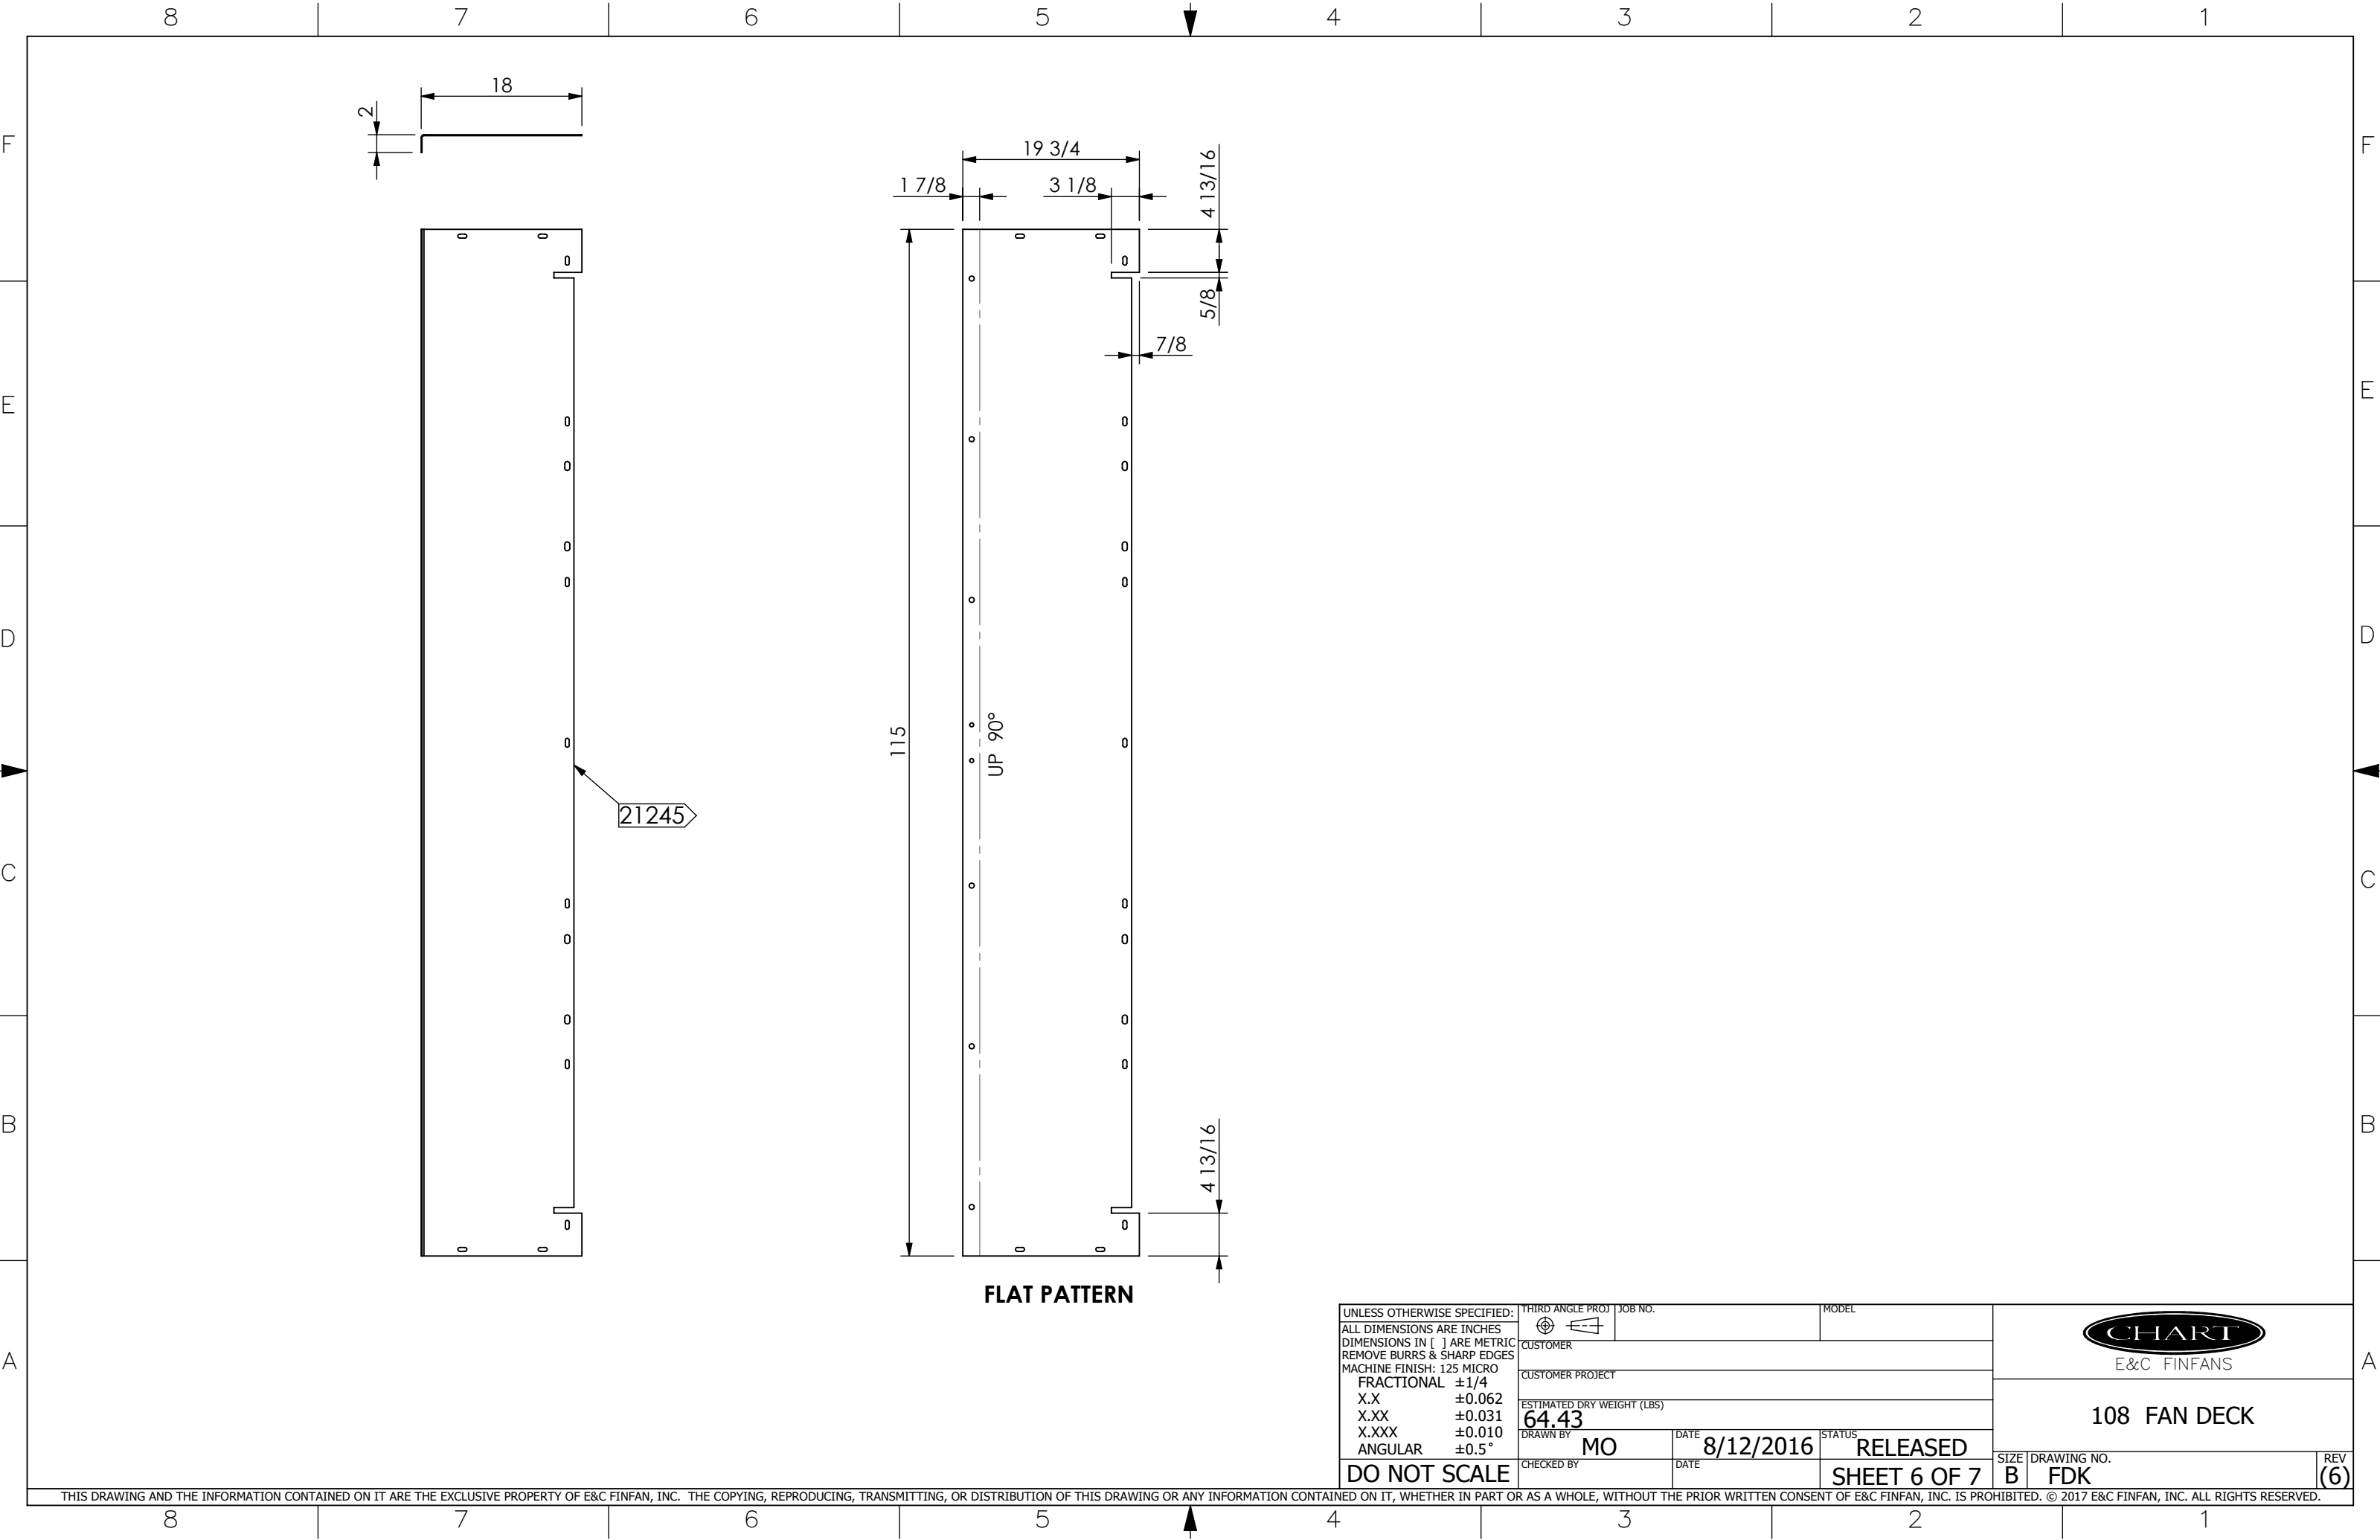 8 7 6 5 4 3 2 1
18
2
F F
19 3/4
1 7/8 3 1/8
4 13/16
5/8
7/8
E E
D D
115
UP 90°
21245
C C
B B
4 13/16
FLAT PATTERN
A A
UNLESS OTHERWISE SPECIFIED:
ALL DIMENSIONS ARE INCHES
DIMENSIONS IN [ ] ARE METRIC
REMOVE BURRS & SHARP EDGES
MACHINE FINISH: 125 MICRO
FRACTIONAL ±1/4
X.X ±0.062
X.XX ±0.031
X.XXX ±0.010
ANGULAR ±0.5°
DO NOT SCALE
THIRD ANGLE PROJ JOB NO. MODEL
CUSTOMER
CUSTOMER PROJECT
ESTIMATED DRY WEIGHT (LBS)
64.43
DRAWN BY MO DATE 8/12/2016 STATUS RELEASED
CHECKED BY DATE SHEET 6 OF 7
CHART
E&C FINFANS
108 FAN DECK
SIZE DRAWING NO. REV
B FDK (6)
THIS DRAWING AND THE INFORMATION CONTAINED ON IT ARE THE EXCLUSIVE PROPERTY OF E&C FINFAN, INC. THE COPYING, REPRODUCING, TRANSMITTING, OR DISTRIBUTION OF THIS DRAWING OR ANY INFORMATION CONTAINED ON IT, WHETHER IN PART OR AS A WHOLE, WITHOUT THE PRIOR WRITTEN CONSENT OF E&C FINFAN, INC. IS PROHIBITED. © 2017 E&C FINFAN, INC. ALL RIGHTS RESERVED.
8 7 6 5 4 3 2 1